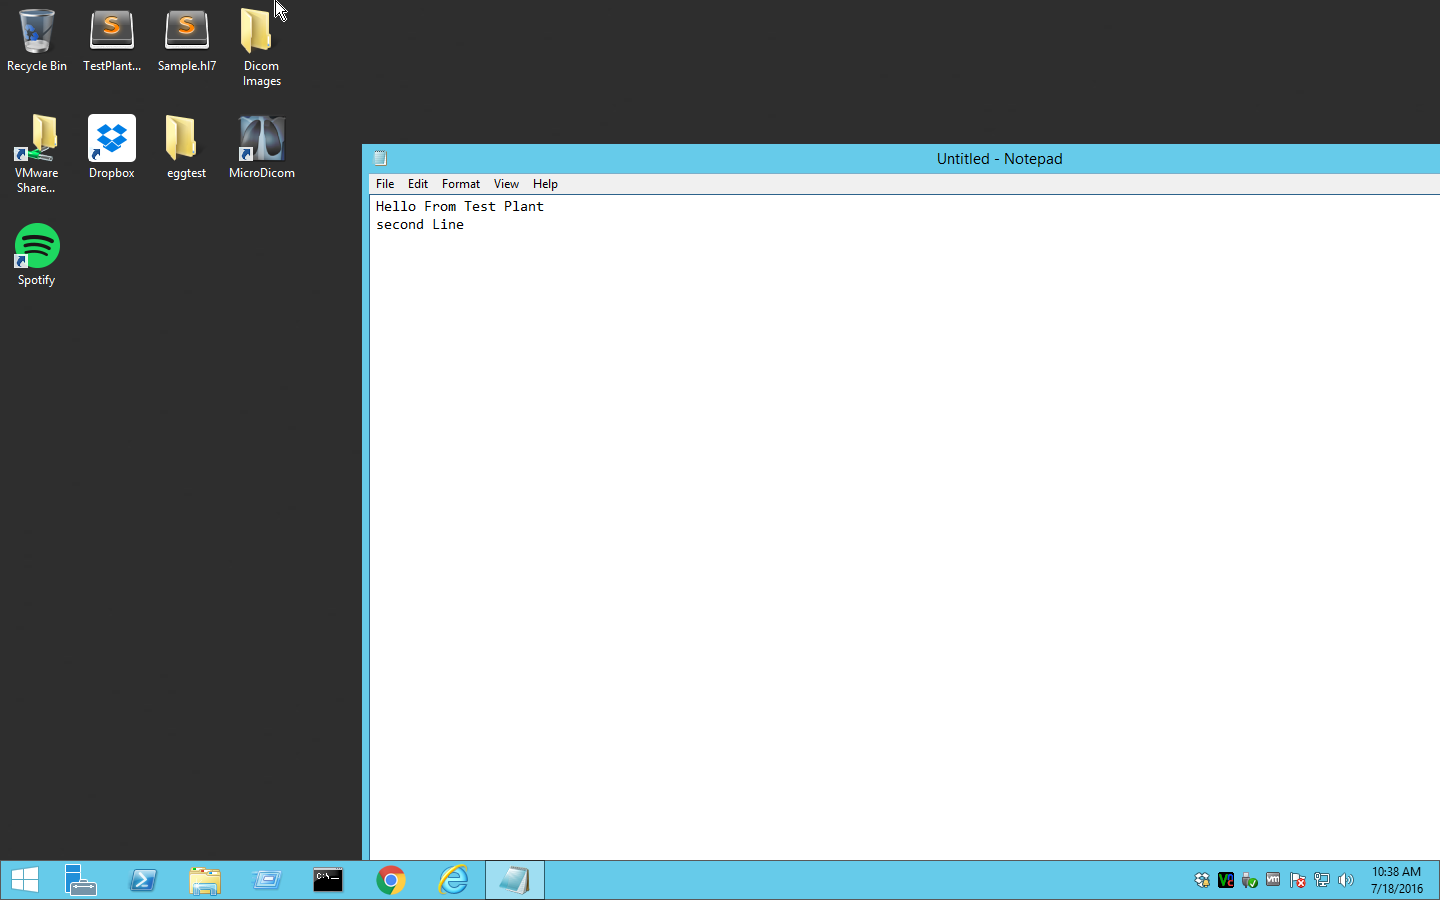 Recycle Bin
TestPlant...
Sample.hl7
Dicom
Images
VMware
Share...
Dropbox
eggtest
MicroDicom
Spotify
Untitled - Notepad
File Edit Format View Help
Hello From Test Plant
second Line
10:38 AM
7/18/2016